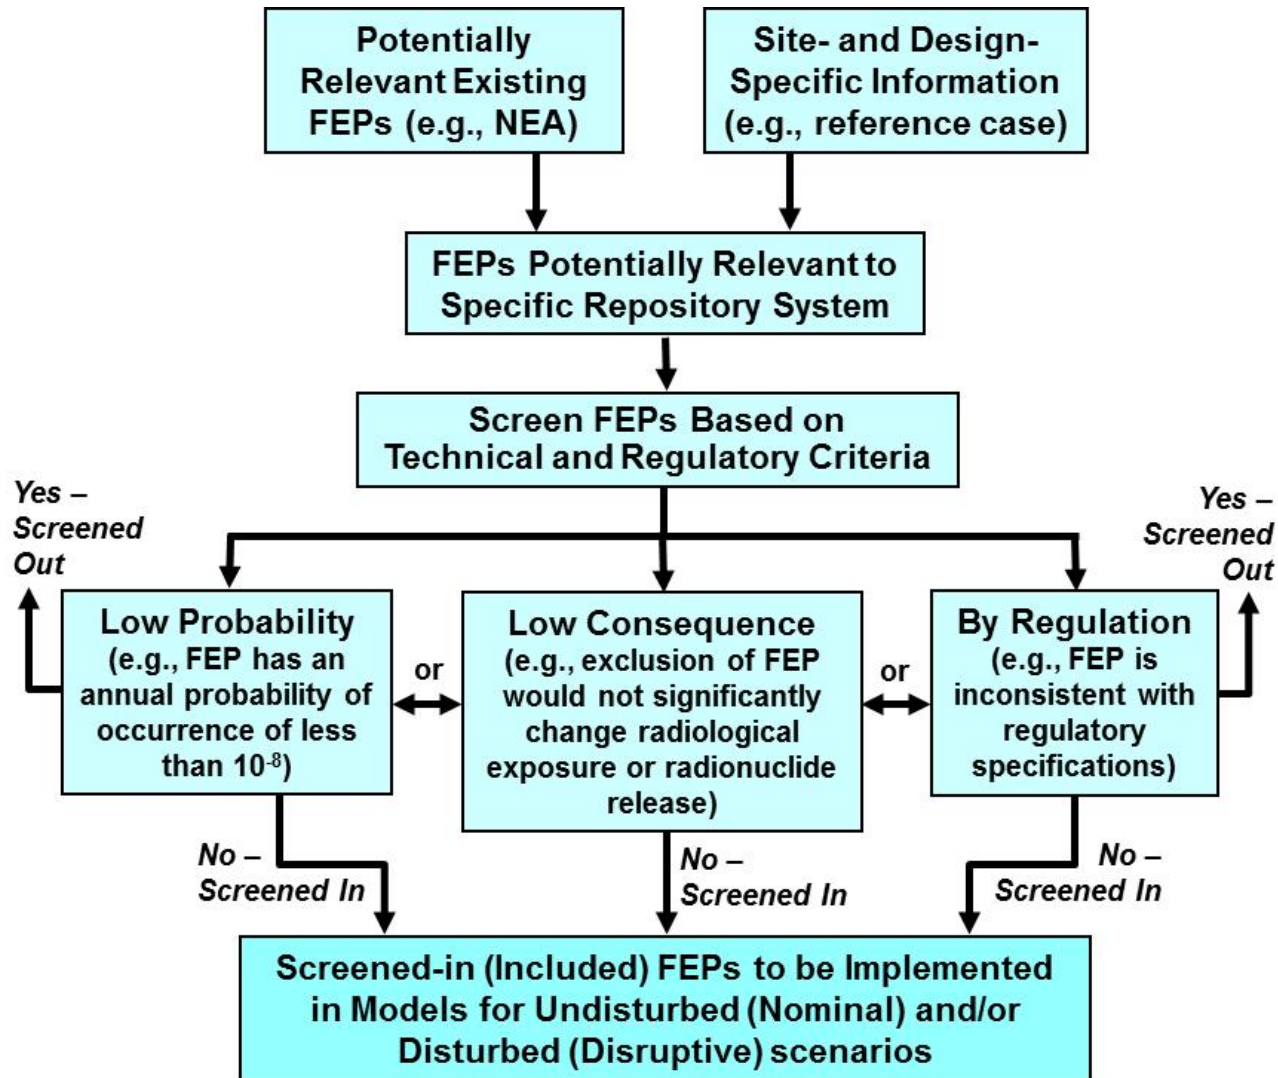 Potentially
Relevant Existing
FEPs (e.g., NEA)
Site- and Design-
Specific Information
(e.g., reference case)
FEPs Potentially Relevant to
Specific Repository System
Screen FEPs Based on
Technical and Regulatory Criteria
Yes –
Screened
Out
Yes –
Screened
Out
Low Probability
(e.g., FEP has an
annual probability of
occurrence of less
than 10⁻⁸)
or
Low Consequence
(e.g., exclusion of FEP
would not significantly
change radiological
exposure or radionuclide
release)
or
By Regulation
(e.g., FEP is
inconsistent with
regulatory
specifications)
No –
Screened In
No –
Screened In
No –
Screened In
Screened-in (Included) FEPs to be Implemented
in Models for Undisturbed (Nominal) and/or
Disturbed (Disruptive) scenarios